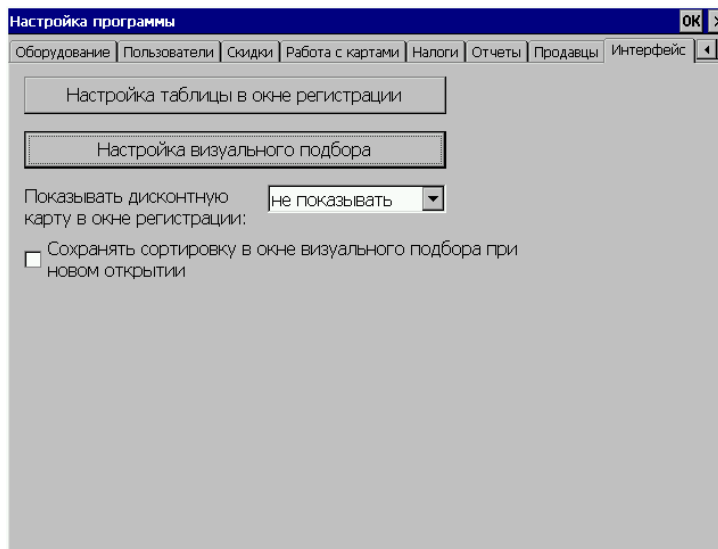 Настройка программы OK
Оборудование Пользователи Скидки Работа с картами Налоги Отчеты Продавцы Интерфейс
Настройка таблицы в окне регистрации
Настройка визуального подбора
Показывать дисконтную
карту в окне регистрации:
не показывать
Сохранять сортировку в окне визуального подбора при
новом открытии